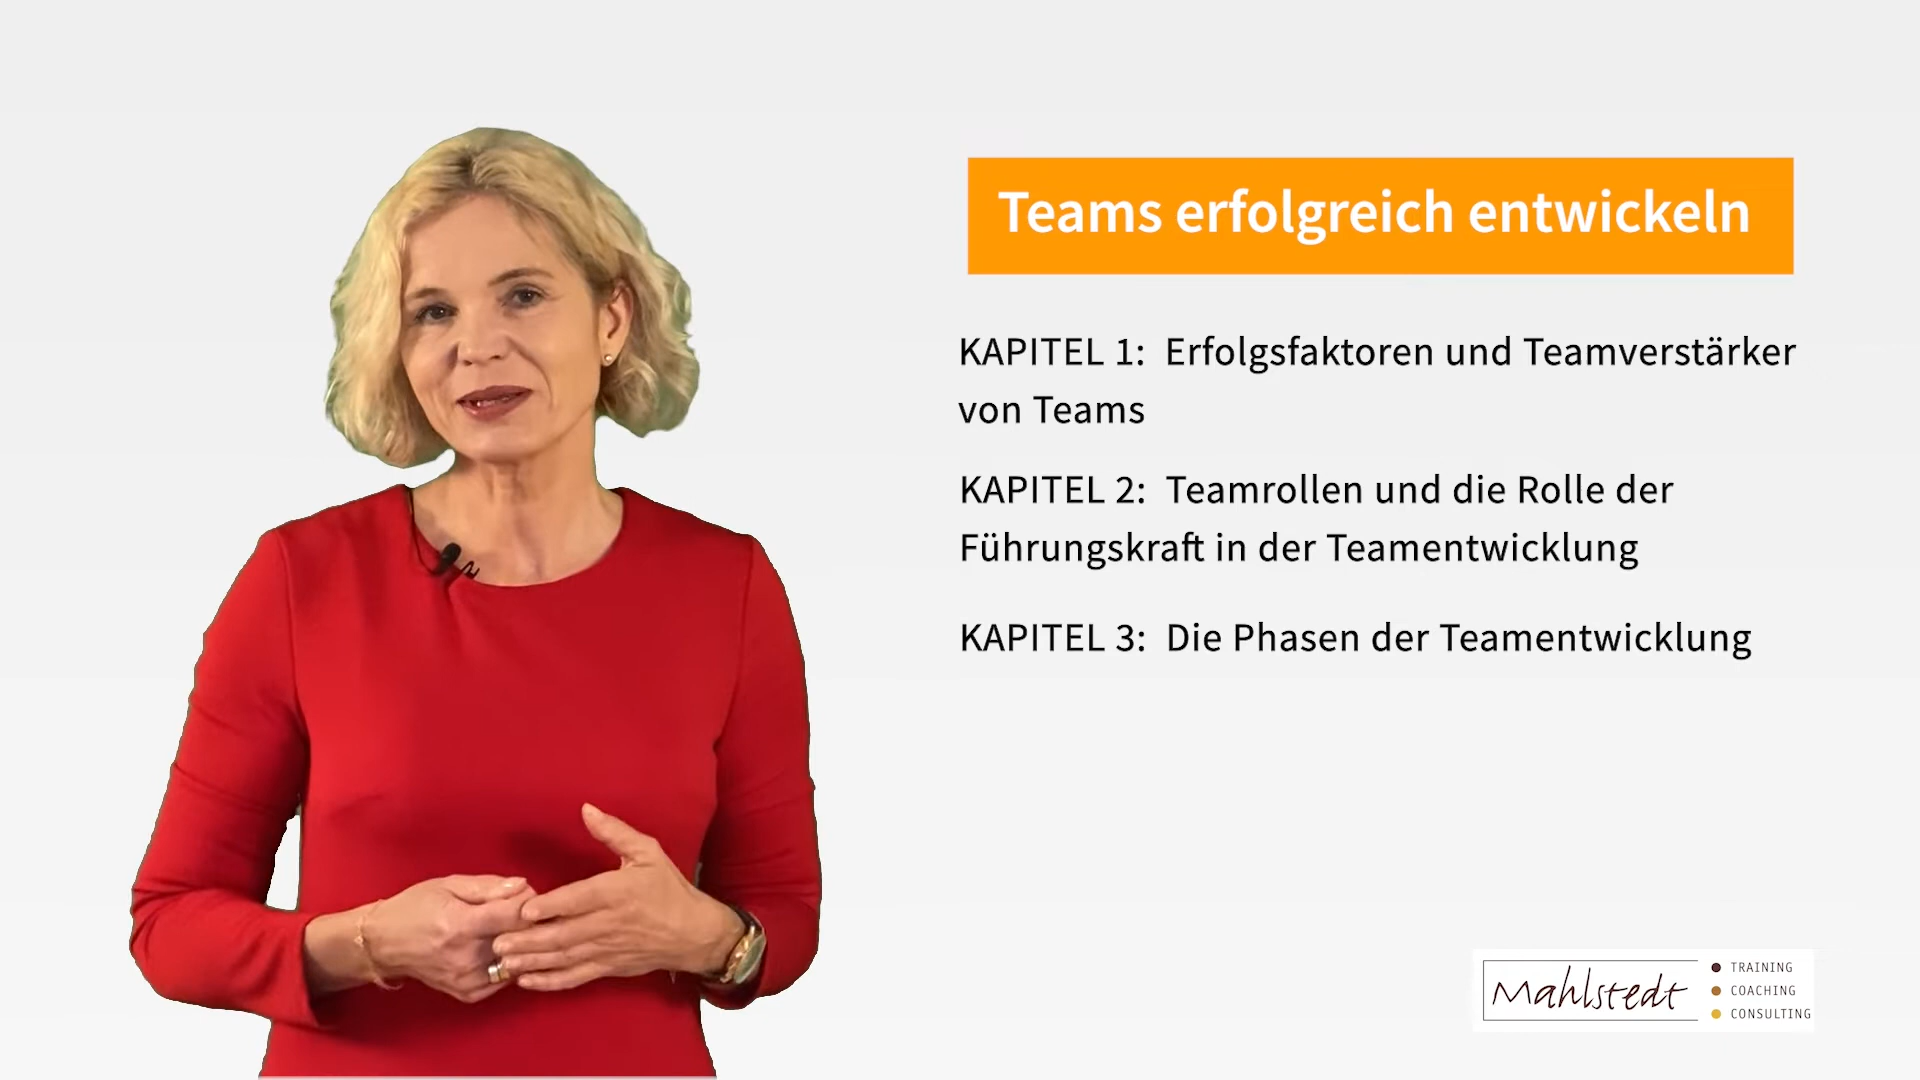 Teams erfolgreich entwickeln
KAPITEL 1: Erfolgsfaktoren und Teamverstärker
von Teams
KAPITEL 2: Teamrollen und die Rolle der
Führungskraft in der Teamentwicklung
KAPITEL 3: Die Phasen der Teamentwicklung
Mahlstedt
TRAINING
COACHING
CONSULTING